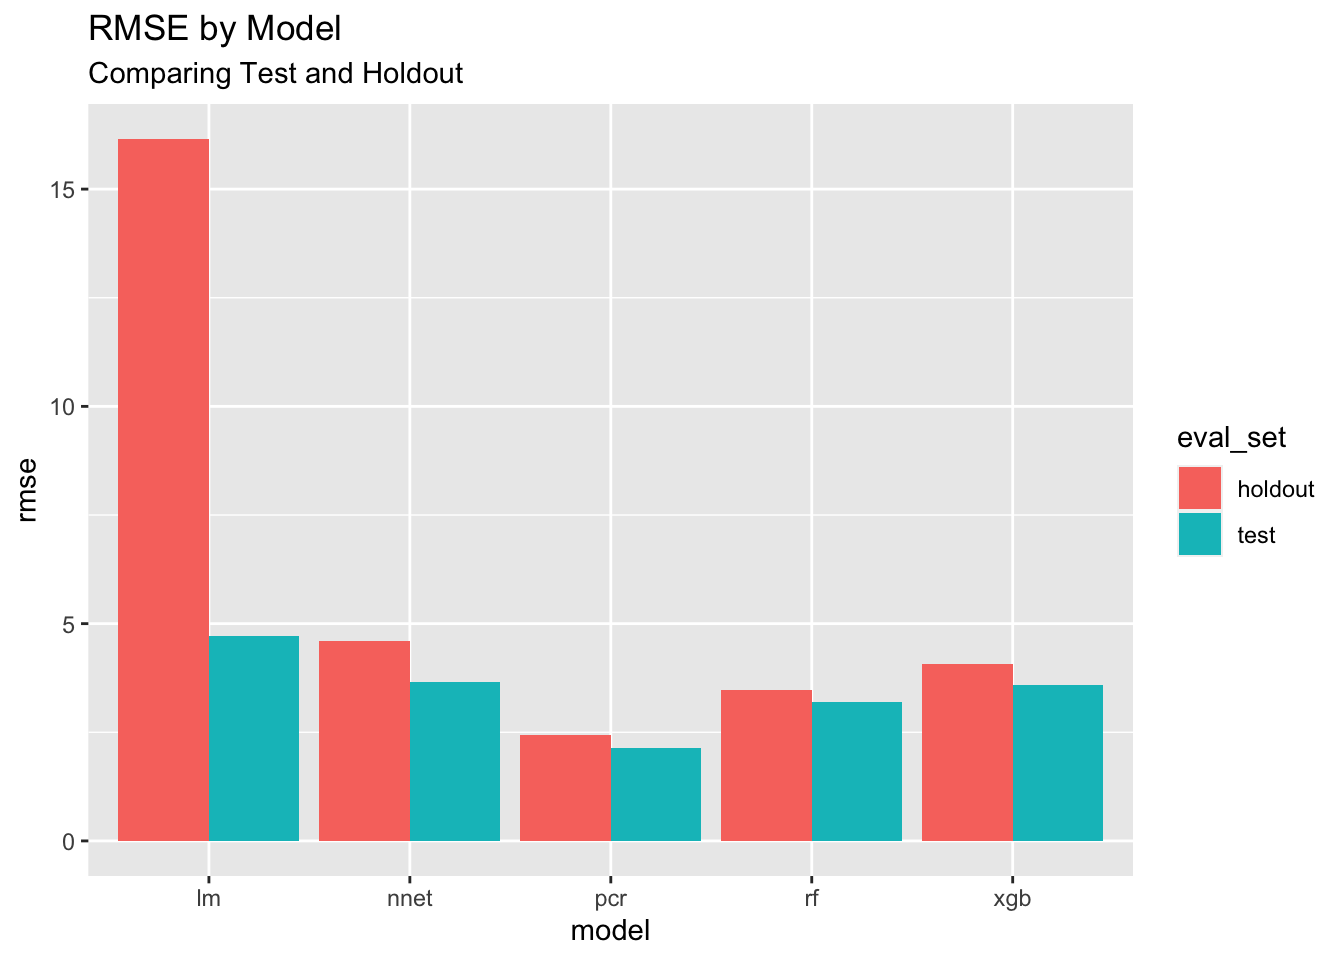 RMSE by Model
Comparing Test and Holdout
15
10
5
0
rmse
lm nnet pcr rf xgb
model
eval_set
holdout
test